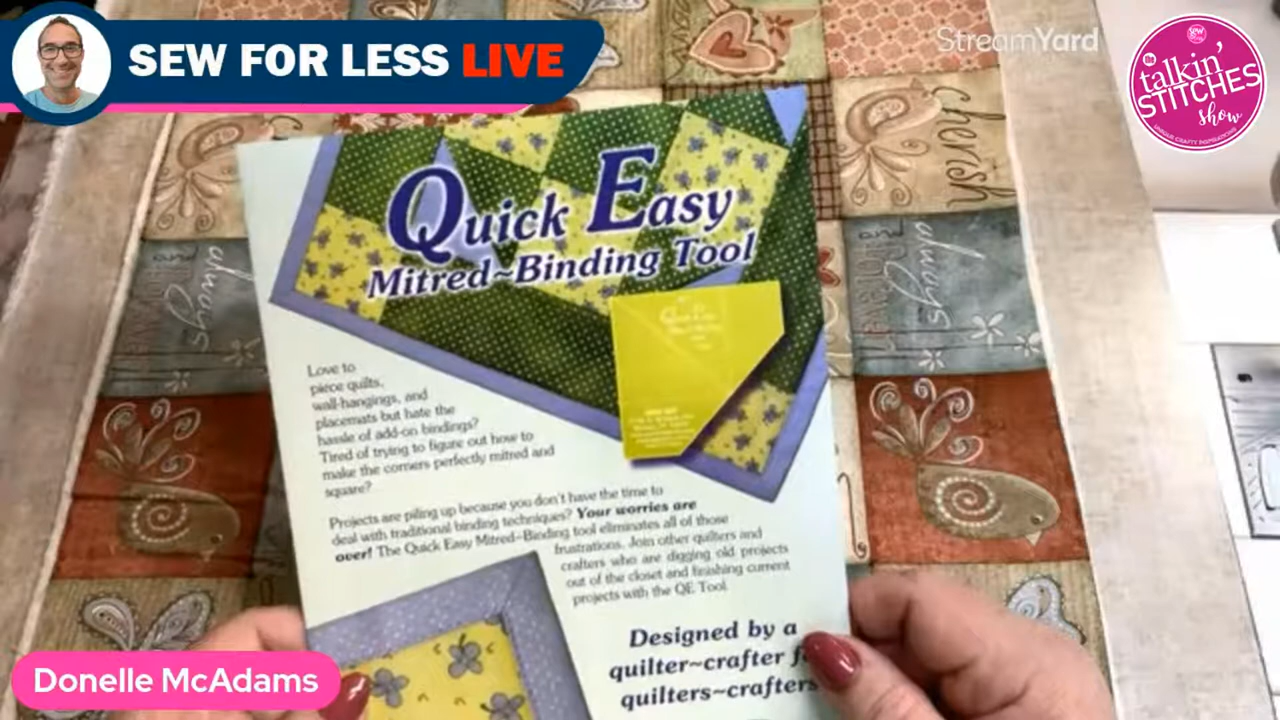 SEW FOR LESS LIVE
StreamYard
the
talkin'
STITCHES
show
UNIQUE CRAFTY INSPIRATIONS
cherish
always
always
Quick Easy
Mitred~Binding Tool
Love to
piece quilts,
wall-hangings, and
placemats but hate the
hassle of add-on bindings?
Tired of trying to figure out how to
make the corners perfectly mitred and
square?
Projects are piling up because you don't have the time to
deal with traditional binding techniques? Your worries are
over! The Quick Easy Mitred~Binding tool eliminates all of those
frustrations. Join other quilters and
crafters who are digging old projects
out of the closet and finishing current
projects with the QE Tool.
Designed by a
quilter~crafter f
quilters~crafters
Donelle McAdams